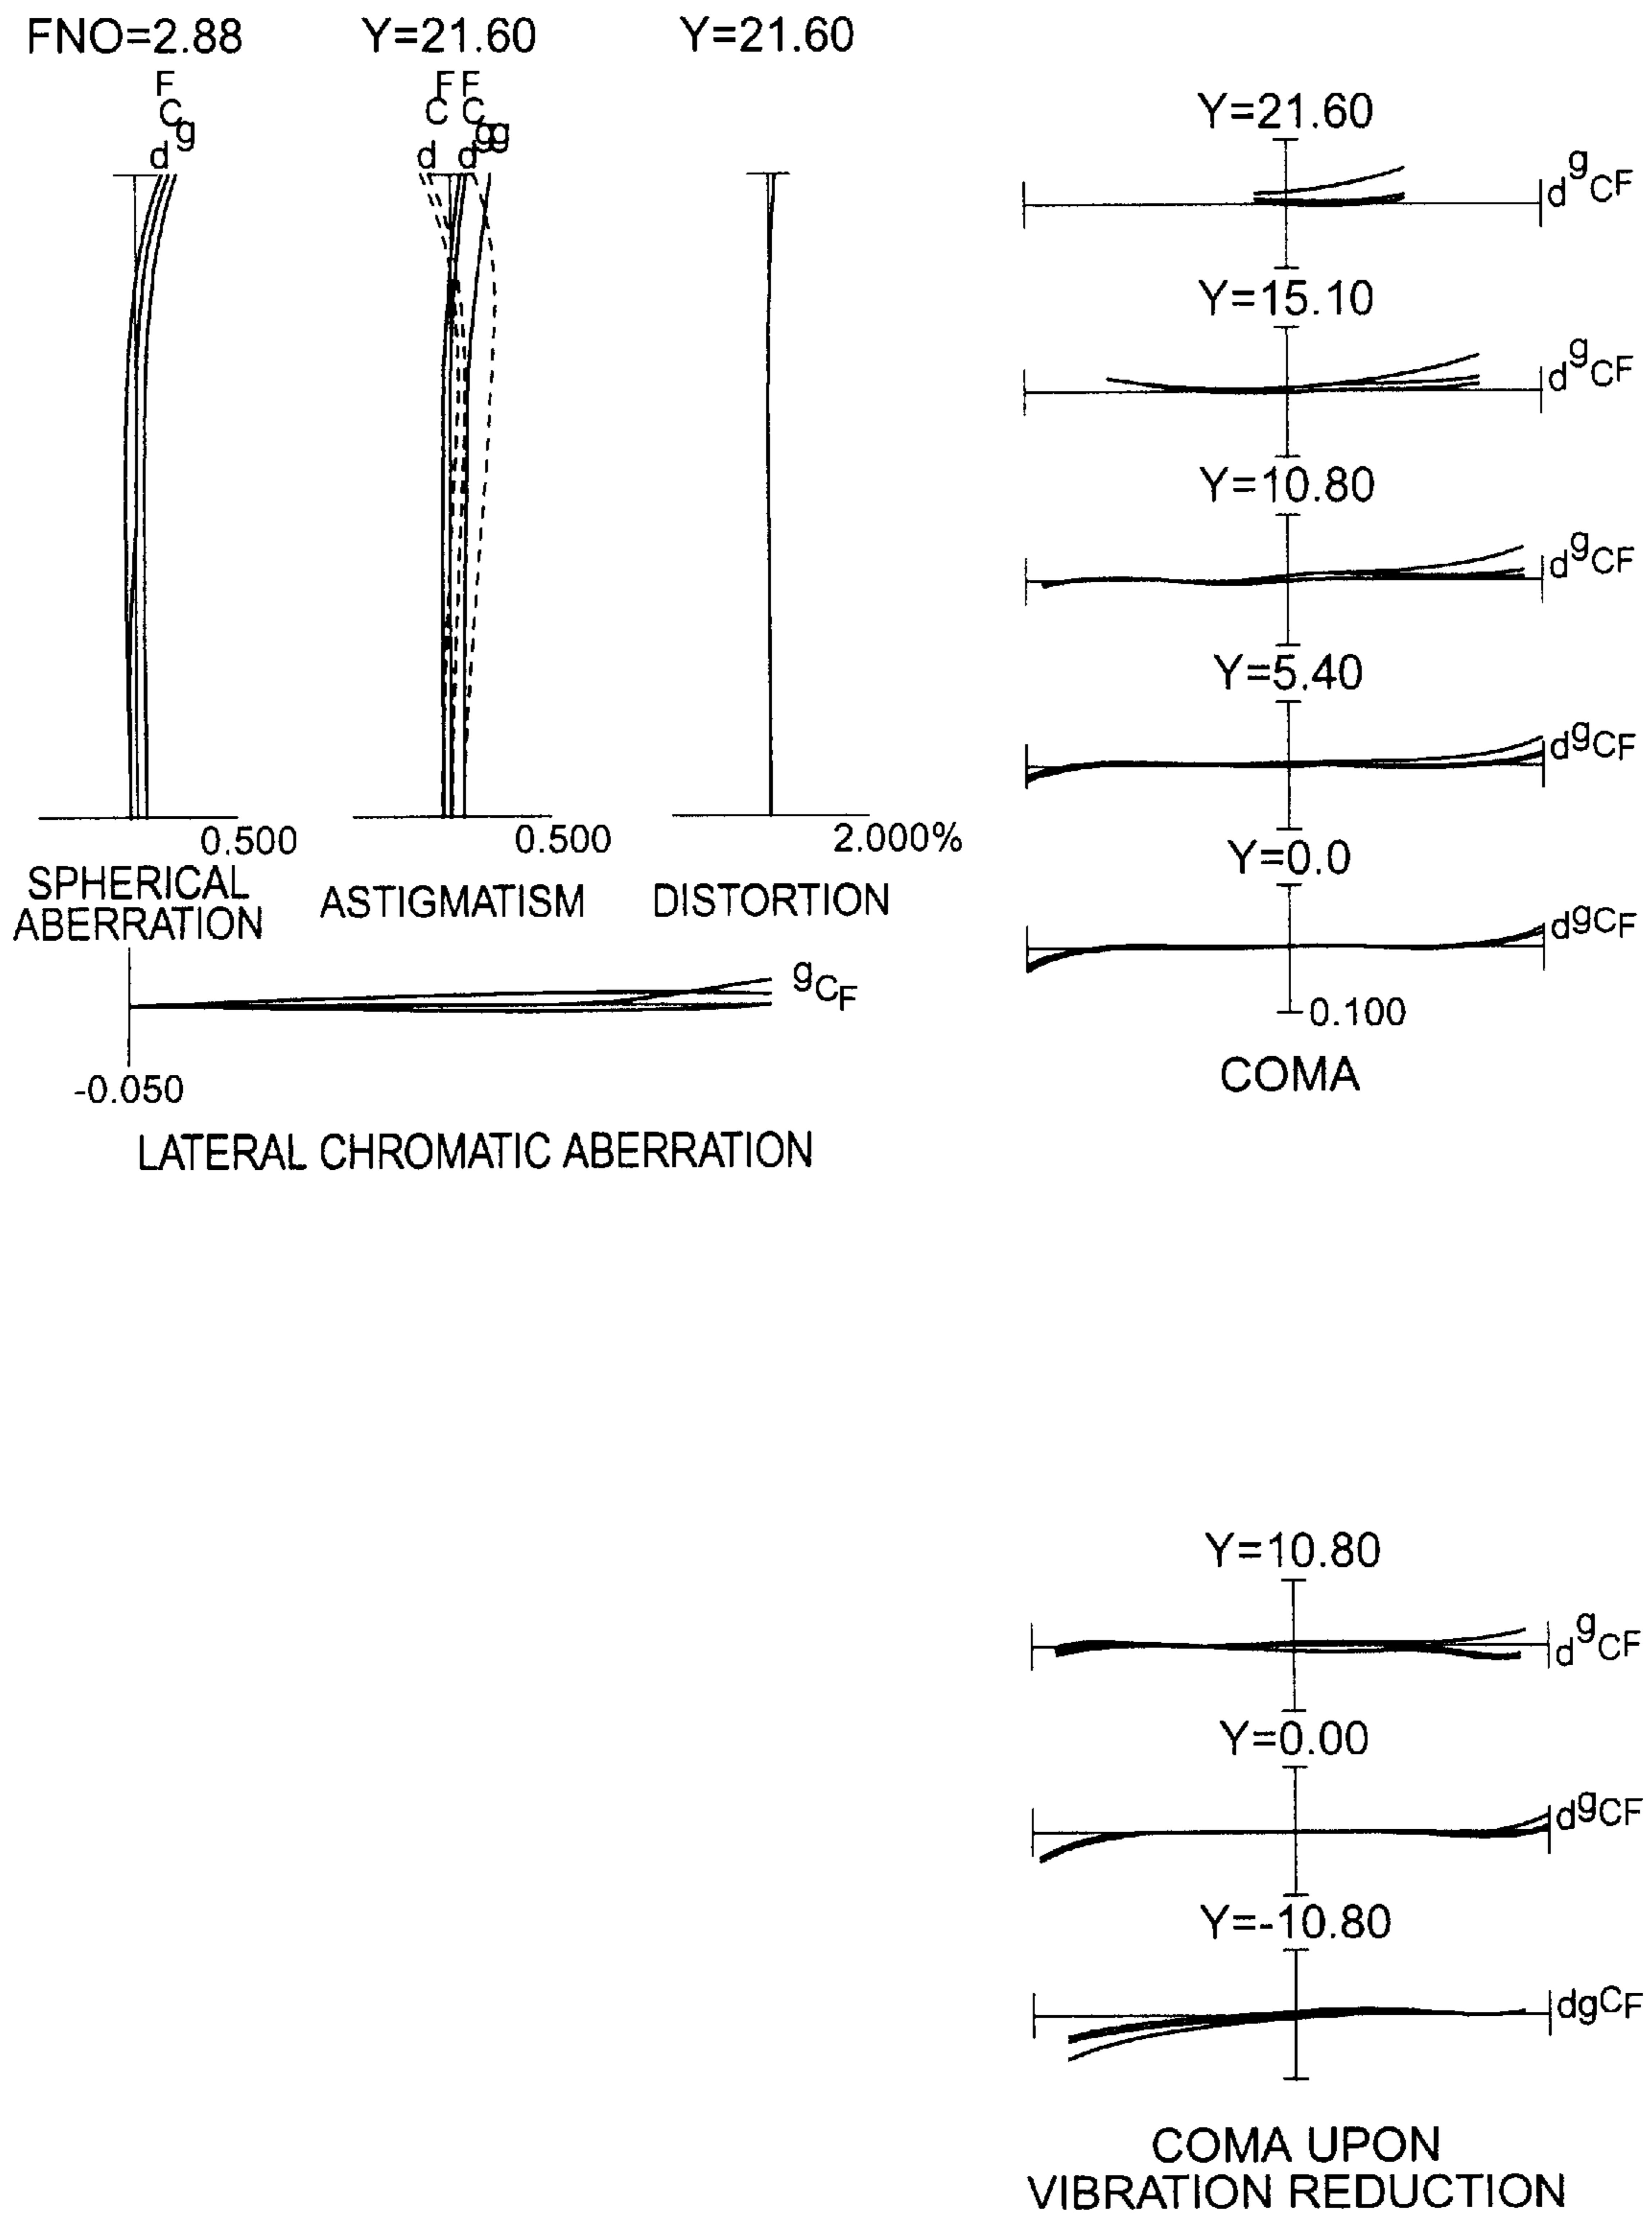 FNO=2.88
F
C
g
d
0.500
SPHERICAL
ABERRATION
Y=21.60
F F
C C
g g
d d
0.500
ASTIGMATISM
Y=21.60
2.000%
DISTORTION
g C F
-0.050
LATERAL CHROMATIC ABERRATION
Y=21.60
d g C F
Y=15.10
d g C F
Y=10.80
d g C F
Y=5.40
d g C F
Y=0.0
d g C F
0.100
COMA
Y=10.80
d g C F
Y=0.00
d g C F
Y=-10.80
d g C F
COMA UPON
VIBRATION REDUCTION